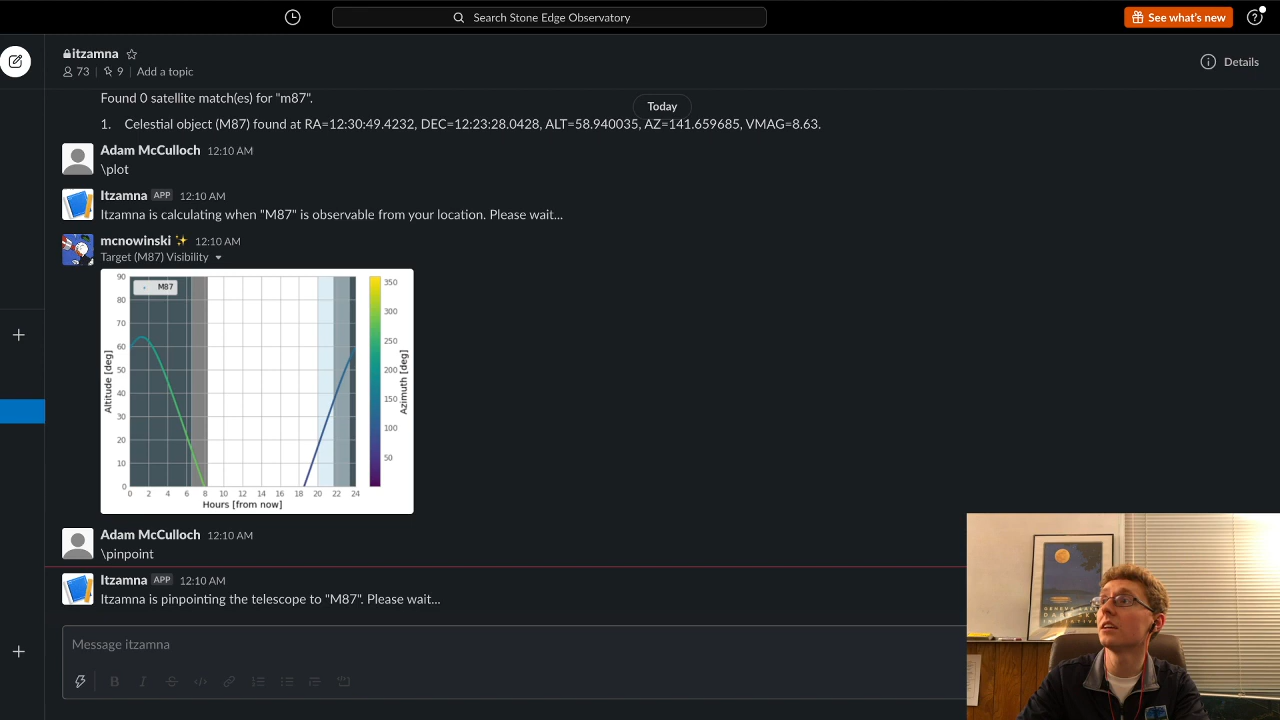 Search Stone Edge Observatory
See what's new
itzamna
73 | 9 | Add a topic
Details
Found 0 satellite match(es) for "m87".
Today
1. Celestial object (M87) found at RA=12:30:49.4232, DEC=12:23:28.0428, ALT=58.940035, AZ=141.659685, VMAG=8.63.
Adam McCulloch 12:10 AM
\plot
Itzamna APP 12:10 AM
Itzamna is calculating when "M87" is observable from your location. Please wait...
mcnowinski 12:10 AM
Target (M87) Visibility
M87
90
80
70
60
50
40
30
20
10
0
Altitude [deg]
0 2 4 6 8 10 12 14 16 18 20 22 24
Hours [from now]
350
300
250
200
150
100
50
Azimuth [deg]
Adam McCulloch 12:10 AM
\pinpoint
Itzamna APP 12:10 AM
Itzamna is pinpointing the telescope to "M87". Please wait...
Message itzamna